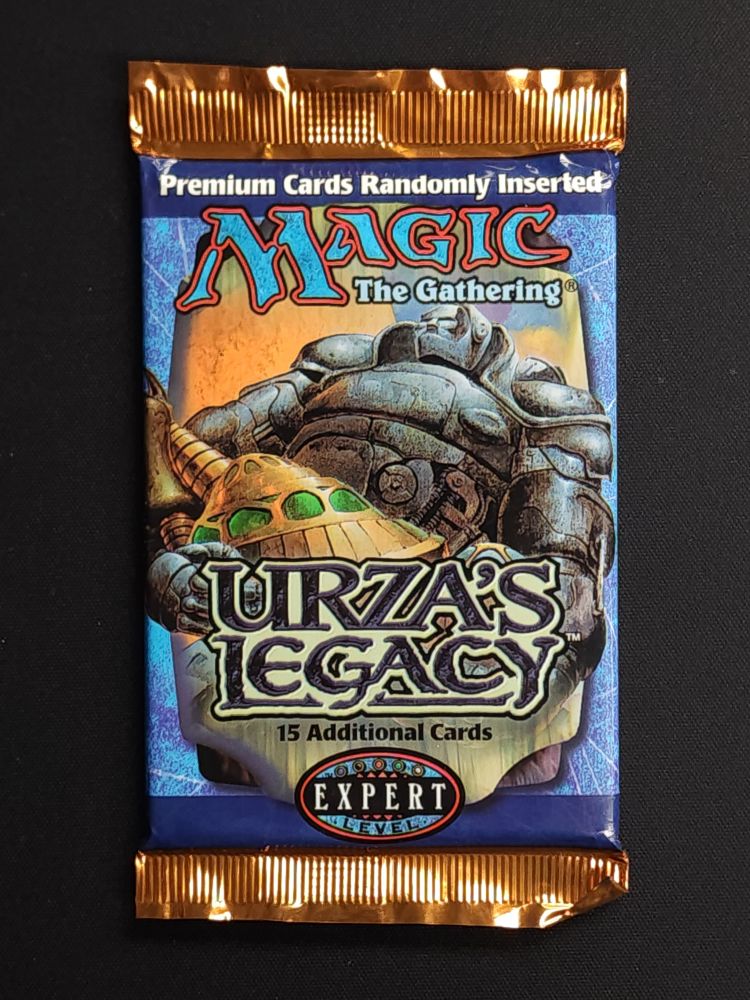 Premium Cards Randomly Inserted
MAGIC
The Gathering®
URZA'S
LEGACY™
15 Additional Cards
EXPERT
LEVEL